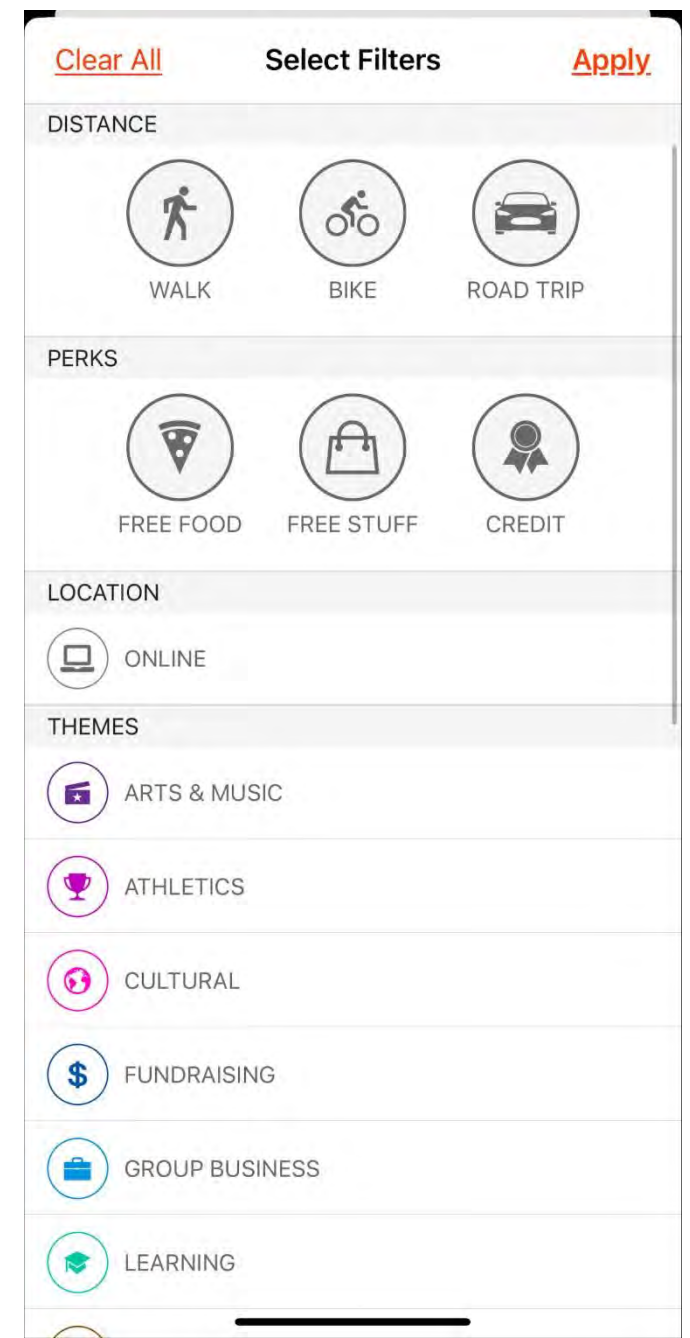 Clear All Select Filters Apply
DISTANCE
WALK BIKE ROAD TRIP
PERKS
FREE FOOD FREE STUFF CREDIT
LOCATION
ONLINE
THEMES
ARTS & MUSIC
ATHLETICS
CULTURAL
$ FUNDRAISING
GROUP BUSINESS
LEARNING